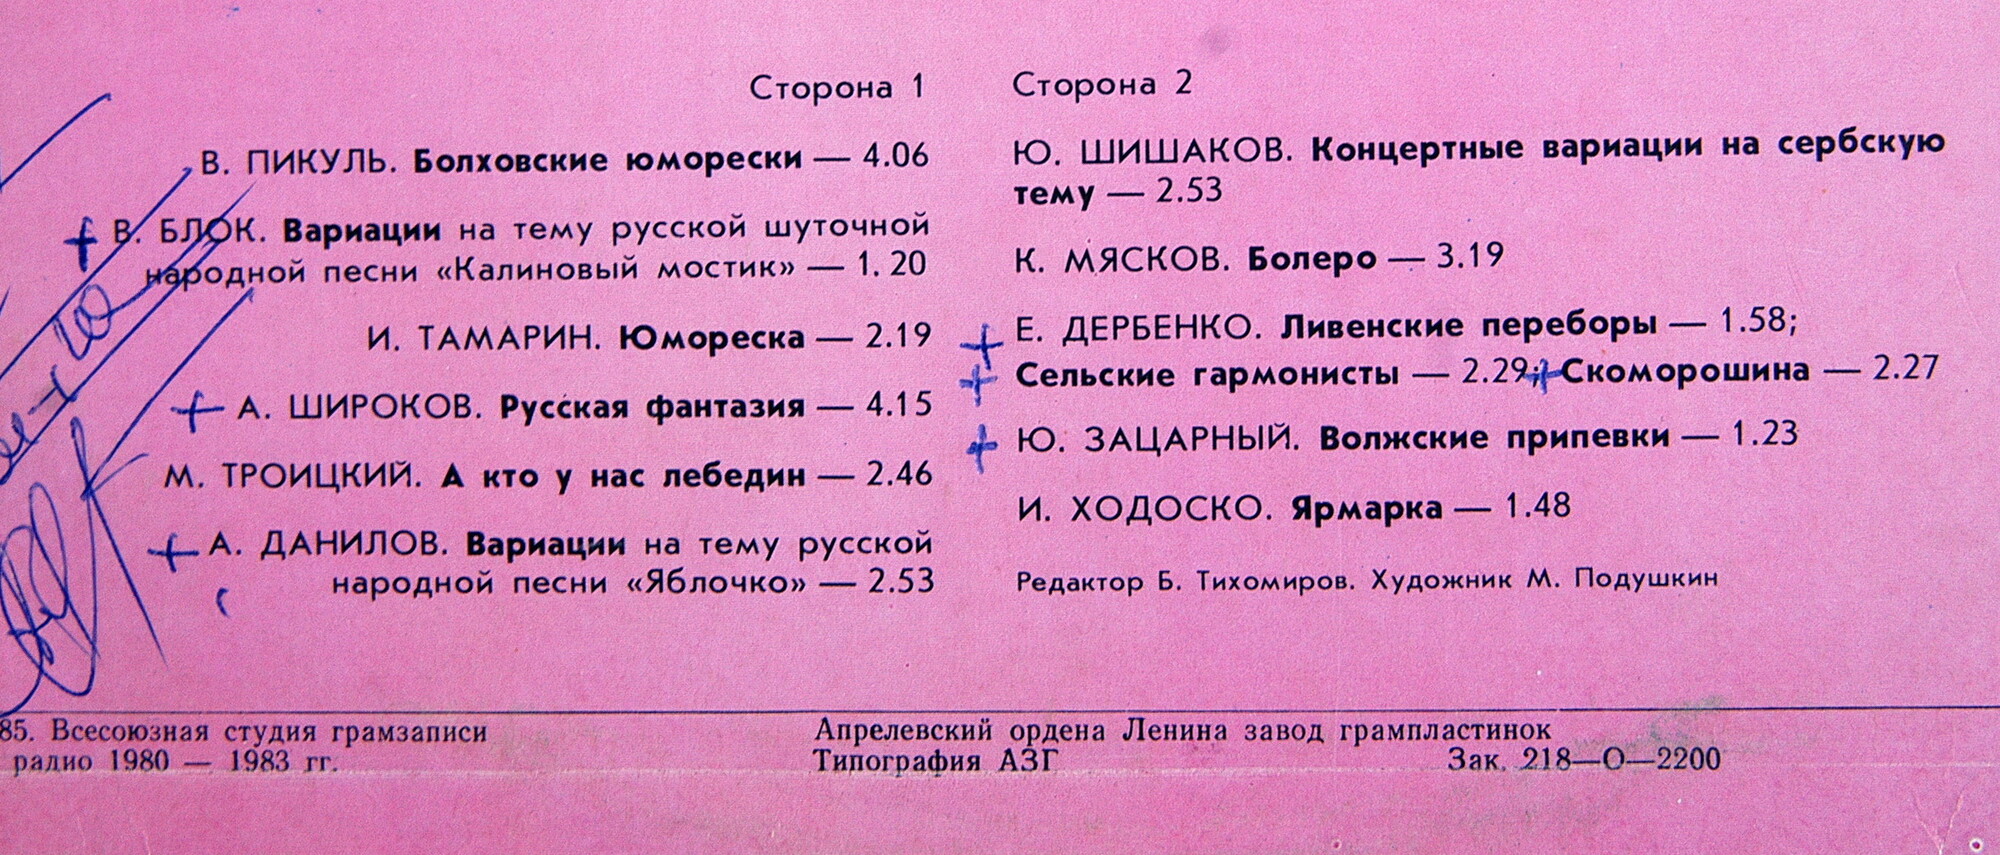 Сторона 1
В. ПИКУЛЬ. Болховские юморески — 4.06
+ В. БЛОК. Вариации на тему русской шуточной
народной песни «Калиновый мостик» — 1. 20
И. ТАМАРИН. Юмореска — 2.19
+ А. ШИРОКОВ. Русская фантазия — 4.15
М. ТРОИЦКИЙ. А кто у нас лебедин — 2.46
+ А. ДАНИЛОВ. Вариации на тему русской
народной песни «Яблочко» — 2.53
Сторона 2
Ю. ШИШАКОВ. Концертные вариации на сербскую
тему — 2.53
К. МЯСКОВ. Болеро — 3.19
+ Е. ДЕРБЕНКО. Ливенские переборы — 1.58;
+ Сельские гармонисты — 2.29; + Скоморошина — 2.27
+ Ю. ЗАЦАРНЫЙ. Волжские припевки — 1.23
И. ХОДОСКО. Ярмарка — 1.48
Редактор Б. Тихомиров. Художник М. Подушкин
85. Всесоюзная студия грамзаписи
радио 1980 — 1983 гг.
Апрелевский ордена Ленина завод грампластинок
Типография АЗГ
Зак. 218—О—2200